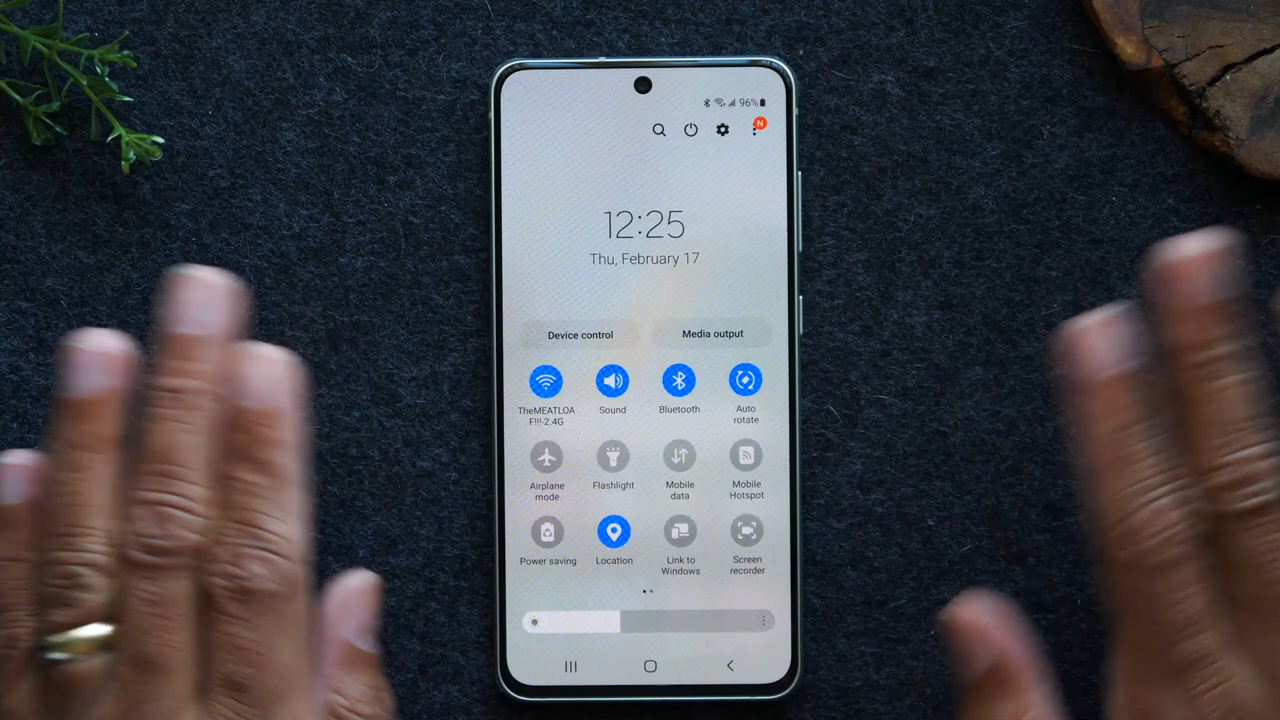 96%
N
12:25
Thu, February 17
Device control
Media output
TheMEATLOA
F!!!-2.4G
Sound
Bluetooth
Auto
rotate
Airplane
mode
Flashlight
Mobile
data
Mobile
Hotspot
Power saving
Location
Link to
Windows
Screen
recorder